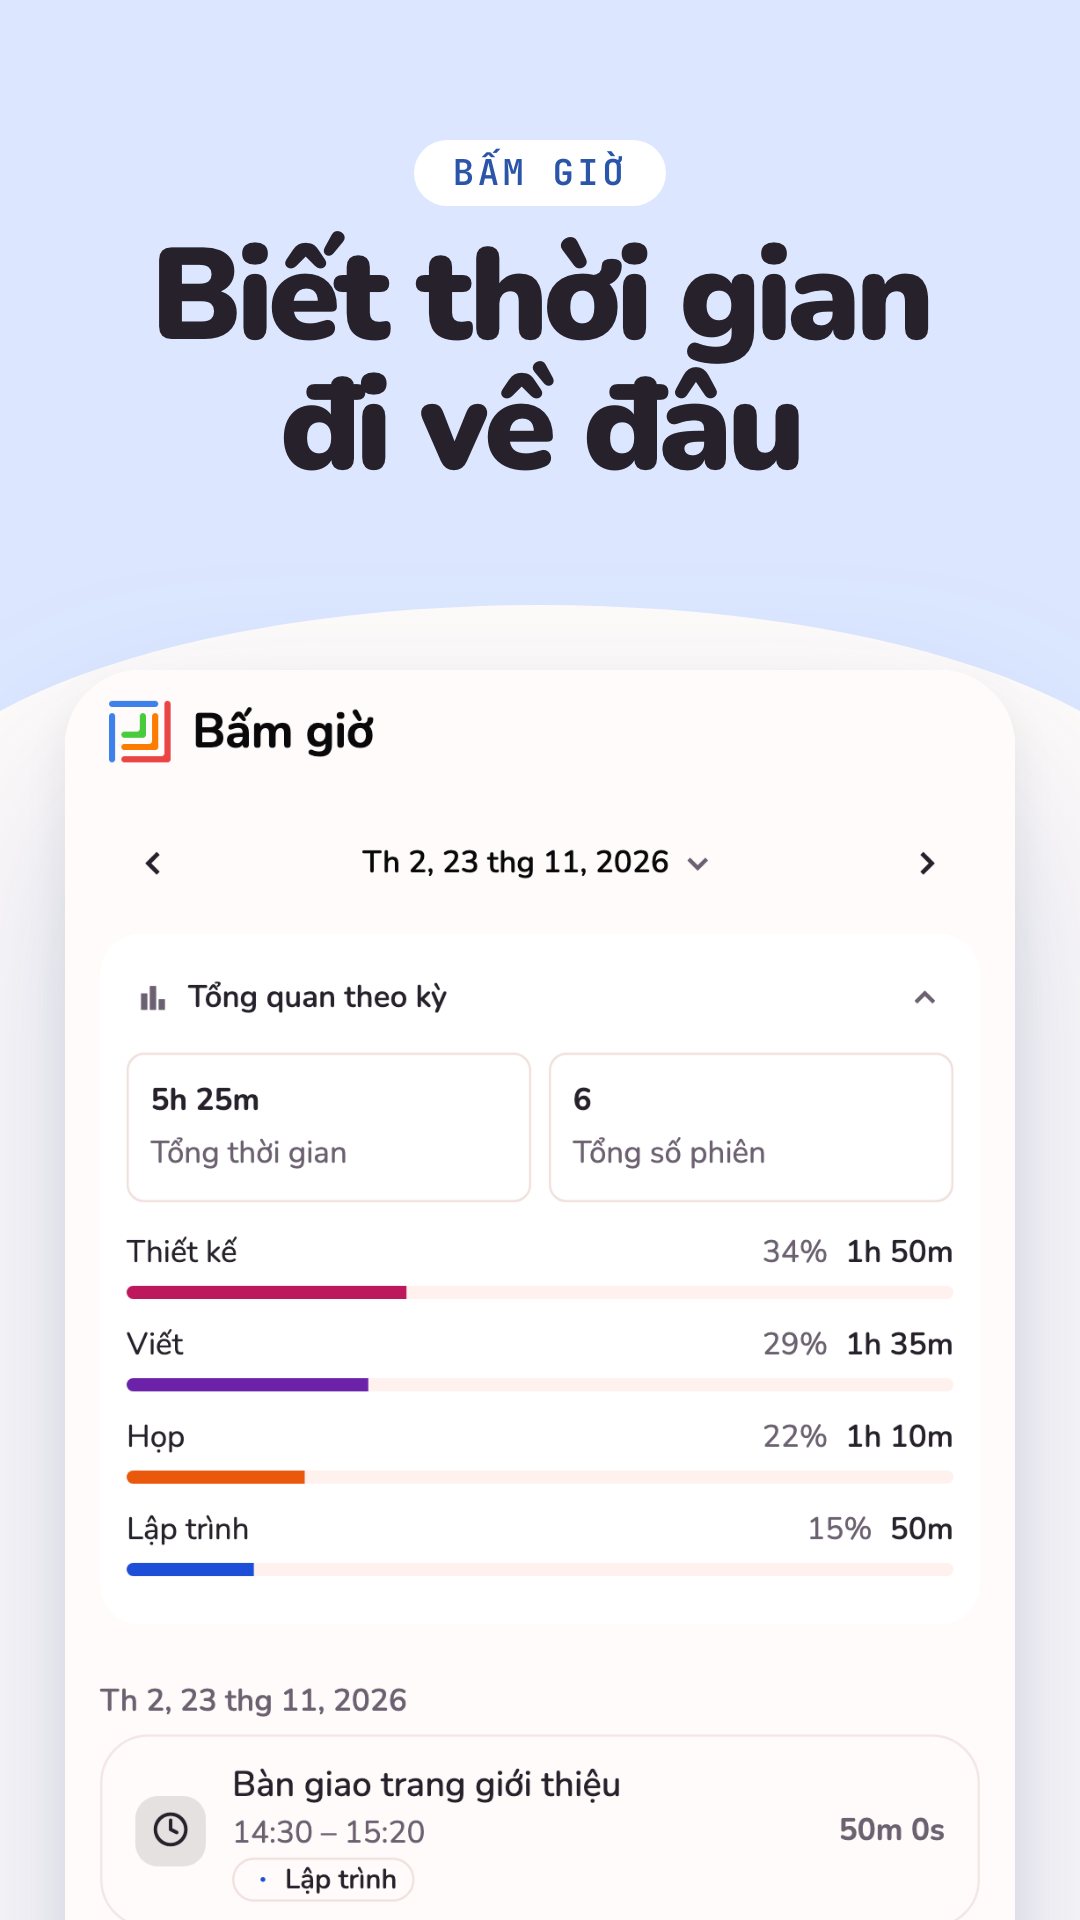 BẤM GIỜ
Biết thời gian
đi về đâu
Bấm giờ
Th 2, 23 thg 11, 2026
Tổng quan theo kỳ
5h 25m
Tổng thời gian
6
Tổng số phiên
Thiết kế 34% 1h 50m
Viết 29% 1h 35m
Họp 22% 1h 10m
Lập trình 15% 50m
Th 2, 23 thg 11, 2026
Bàn giao trang giới thiệu
14:30 – 15:20
50m 0s
Lập trình